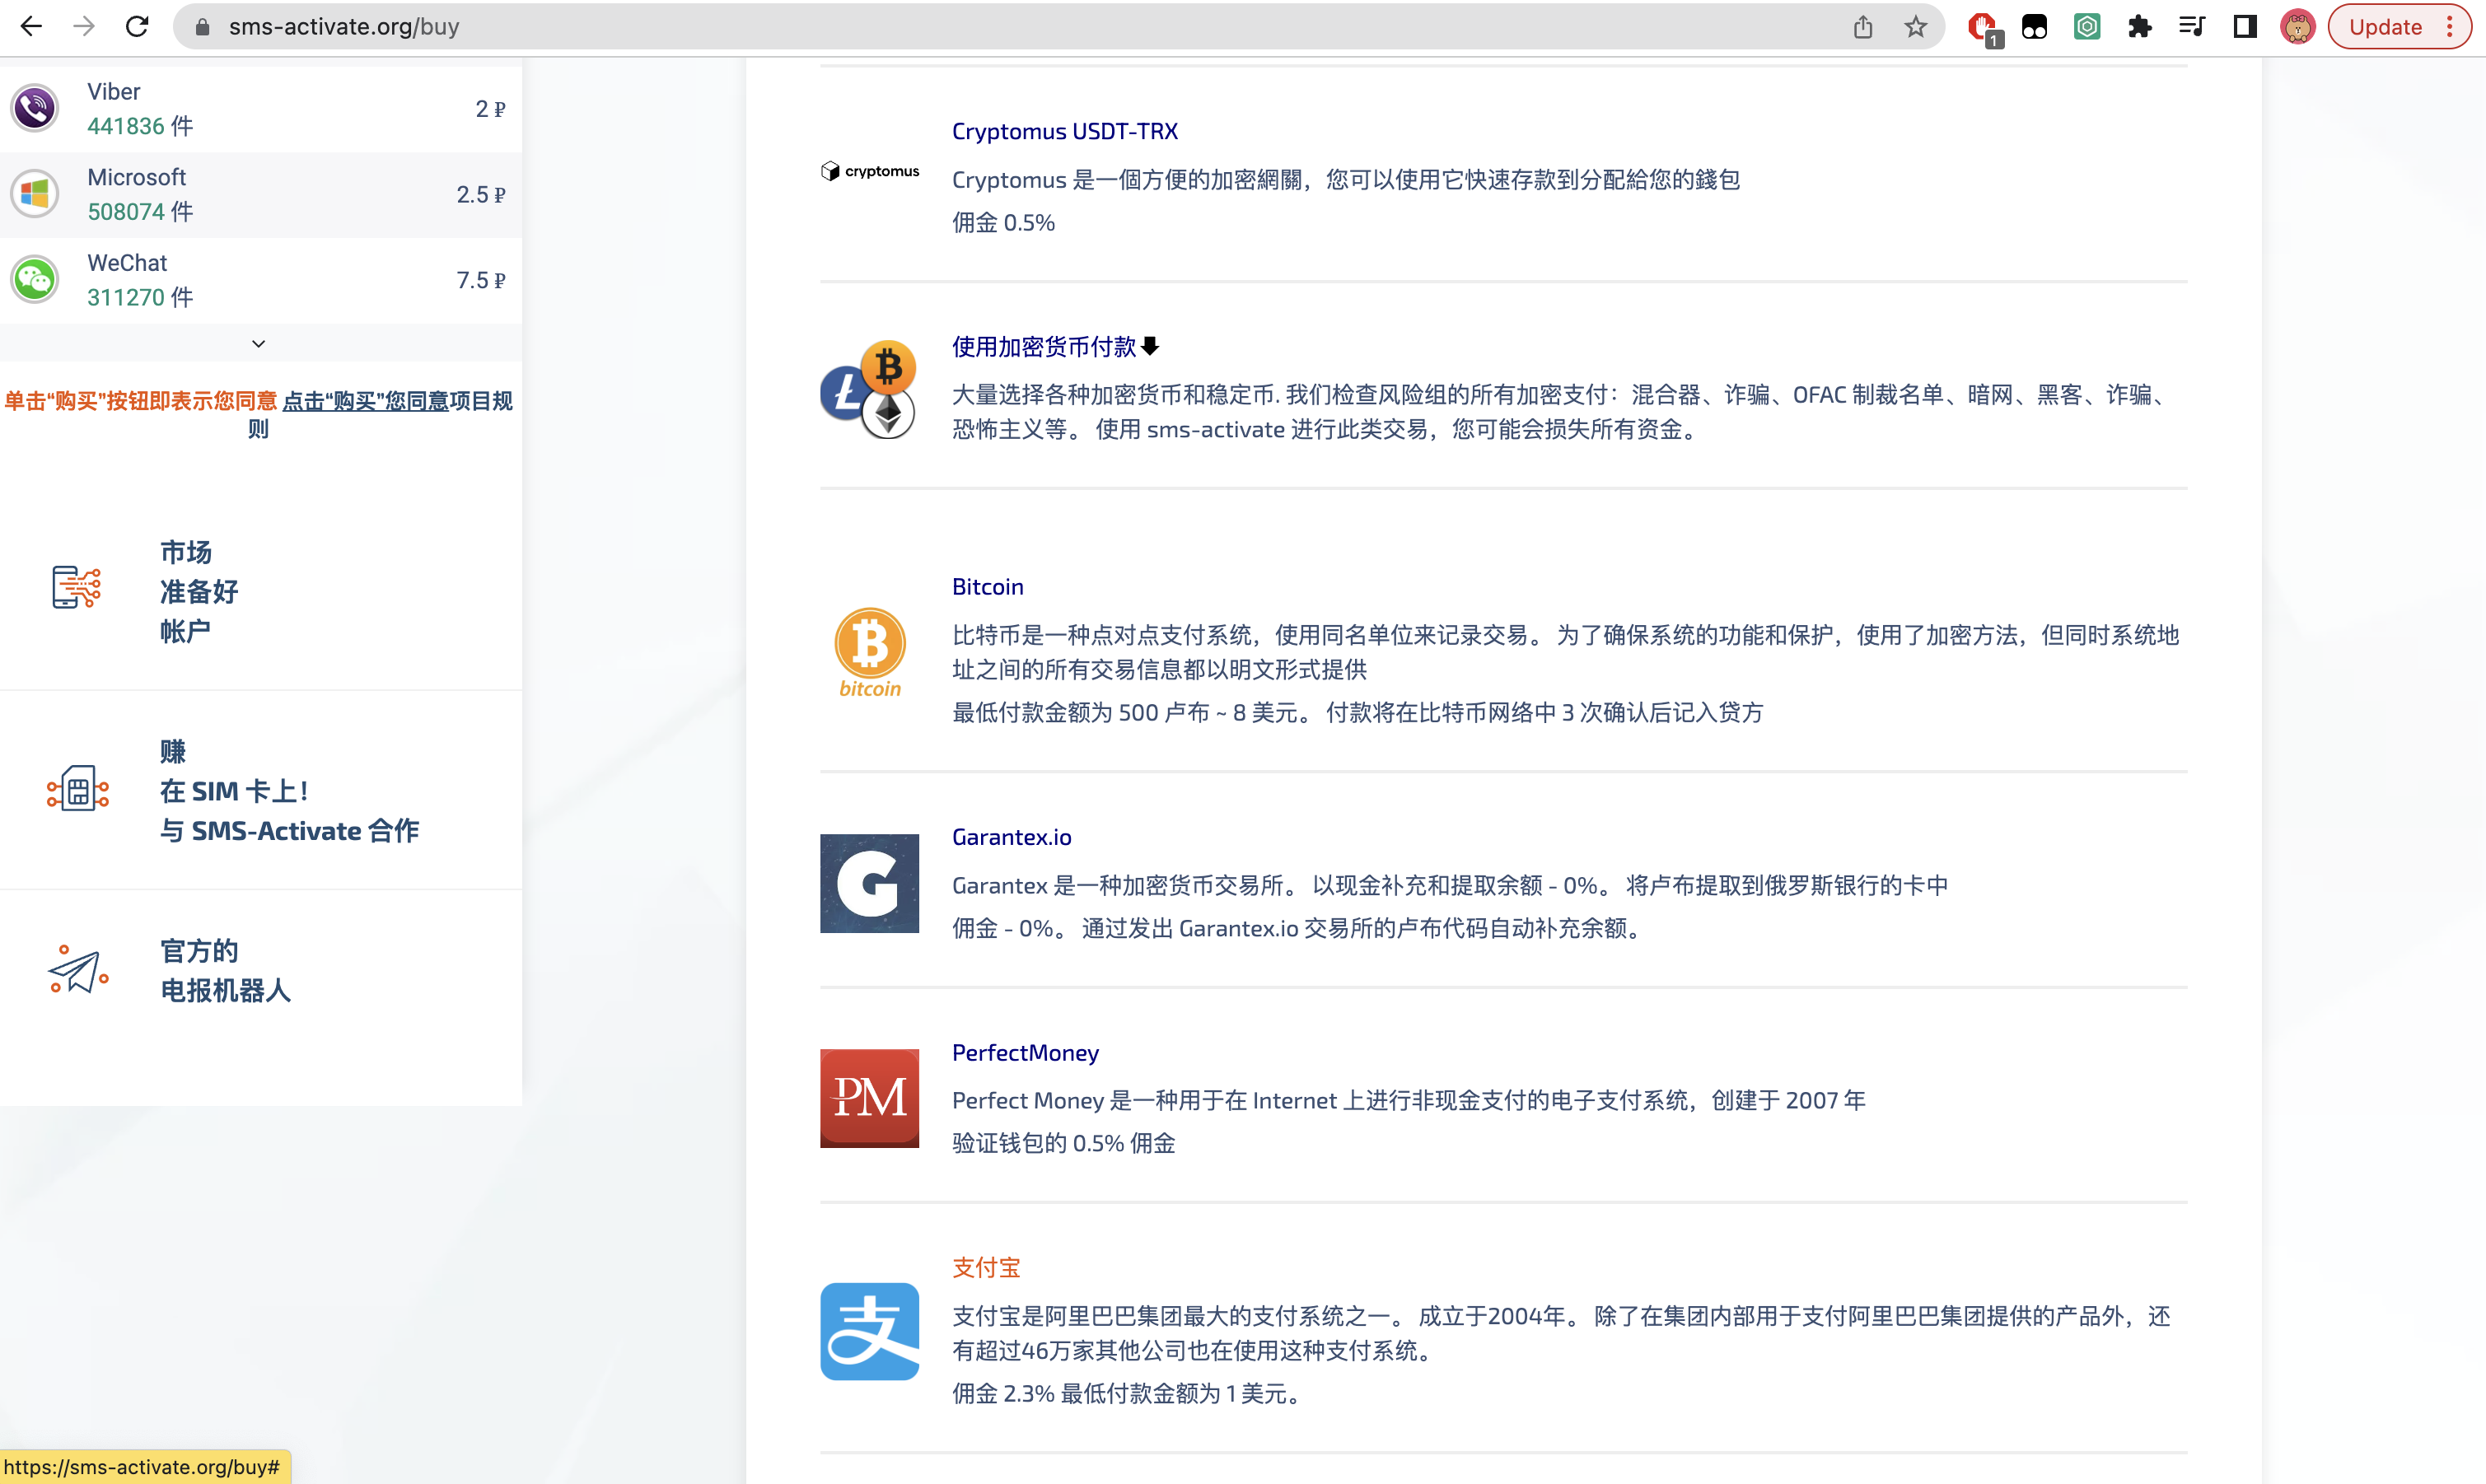 sms-activate.org/buy
1
Update
Viber
441836 件
2 ₽
Microsoft
508074 件
2.5 ₽
WeChat
311270 件
7.5 ₽
单击“购买”按钮即表示您同意 点击“购买”您同意项目规
则
市场
准备好
帐户
赚
在 SIM 卡上!
与 SMS-Activate 合作
官方的
电报机器人
Cryptomus USDT-TRX
cryptomus
Cryptomus 是一個方便的加密網關，您可以使用它快速存款到分配給您的錢包
佣金 0.5%
使用加密货币付款
大量选择各种加密货币和稳定币. 我们检查风险组的所有加密支付：混合器、诈骗、OFAC 制裁名单、暗网、黑客、诈骗、
恐怖主义等。 使用 sms-activate 进行此类交易，您可能会损失所有资金。
Bitcoin
bitcoin
比特币是一种点对点支付系统，使用同名单位来记录交易。 为了确保系统的功能和保护，使用了加密方法，但同时系统地
址之间的所有交易信息都以明文形式提供
最低付款金额为 500 卢布 ~ 8 美元。 付款将在比特币网络中 3 次确认后记入贷方
Garantex.io
G
Garantex 是一种加密货币交易所。 以现金补充和提取余额 - 0%。 将卢布提取到俄罗斯银行的卡中
佣金 - 0%。 通过发出 Garantex.io 交易所的卢布代码自动补充余额。
PerfectMoney
PM
Perfect Money 是一种用于在 Internet 上进行非现金支付的电子支付系统，创建于 2007 年
验证钱包的 0.5% 佣金
支付宝
支
支付宝是阿里巴巴集团最大的支付系统之一。 成立于2004年。 除了在集团内部用于支付阿里巴巴集团提供的产品外，还
有超过46万家其他公司也在使用这种支付系统。
佣金 2.3% 最低付款金额为 1 美元。
https://sms-activate.org/buy#